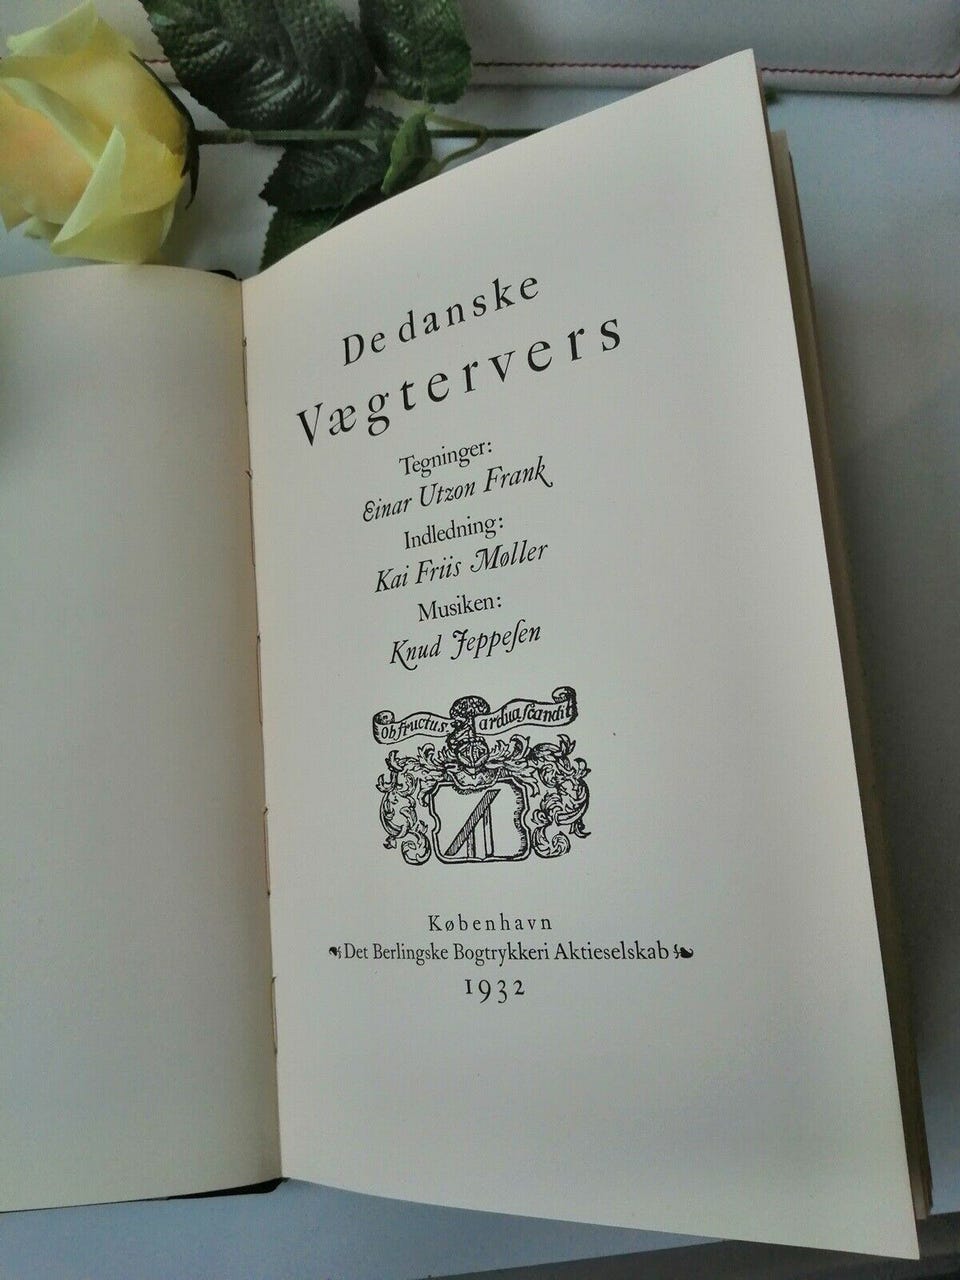 De danske
Vægtervers
Tegninger:
Einar Utzon Frank
Indledning:
Kai Friis Møller
Musiken:
Knud Jeppeſen
Ob fructus ardua ſcandit
København
Det Berlingske Bogtrykkeri Aktieselskab
1932